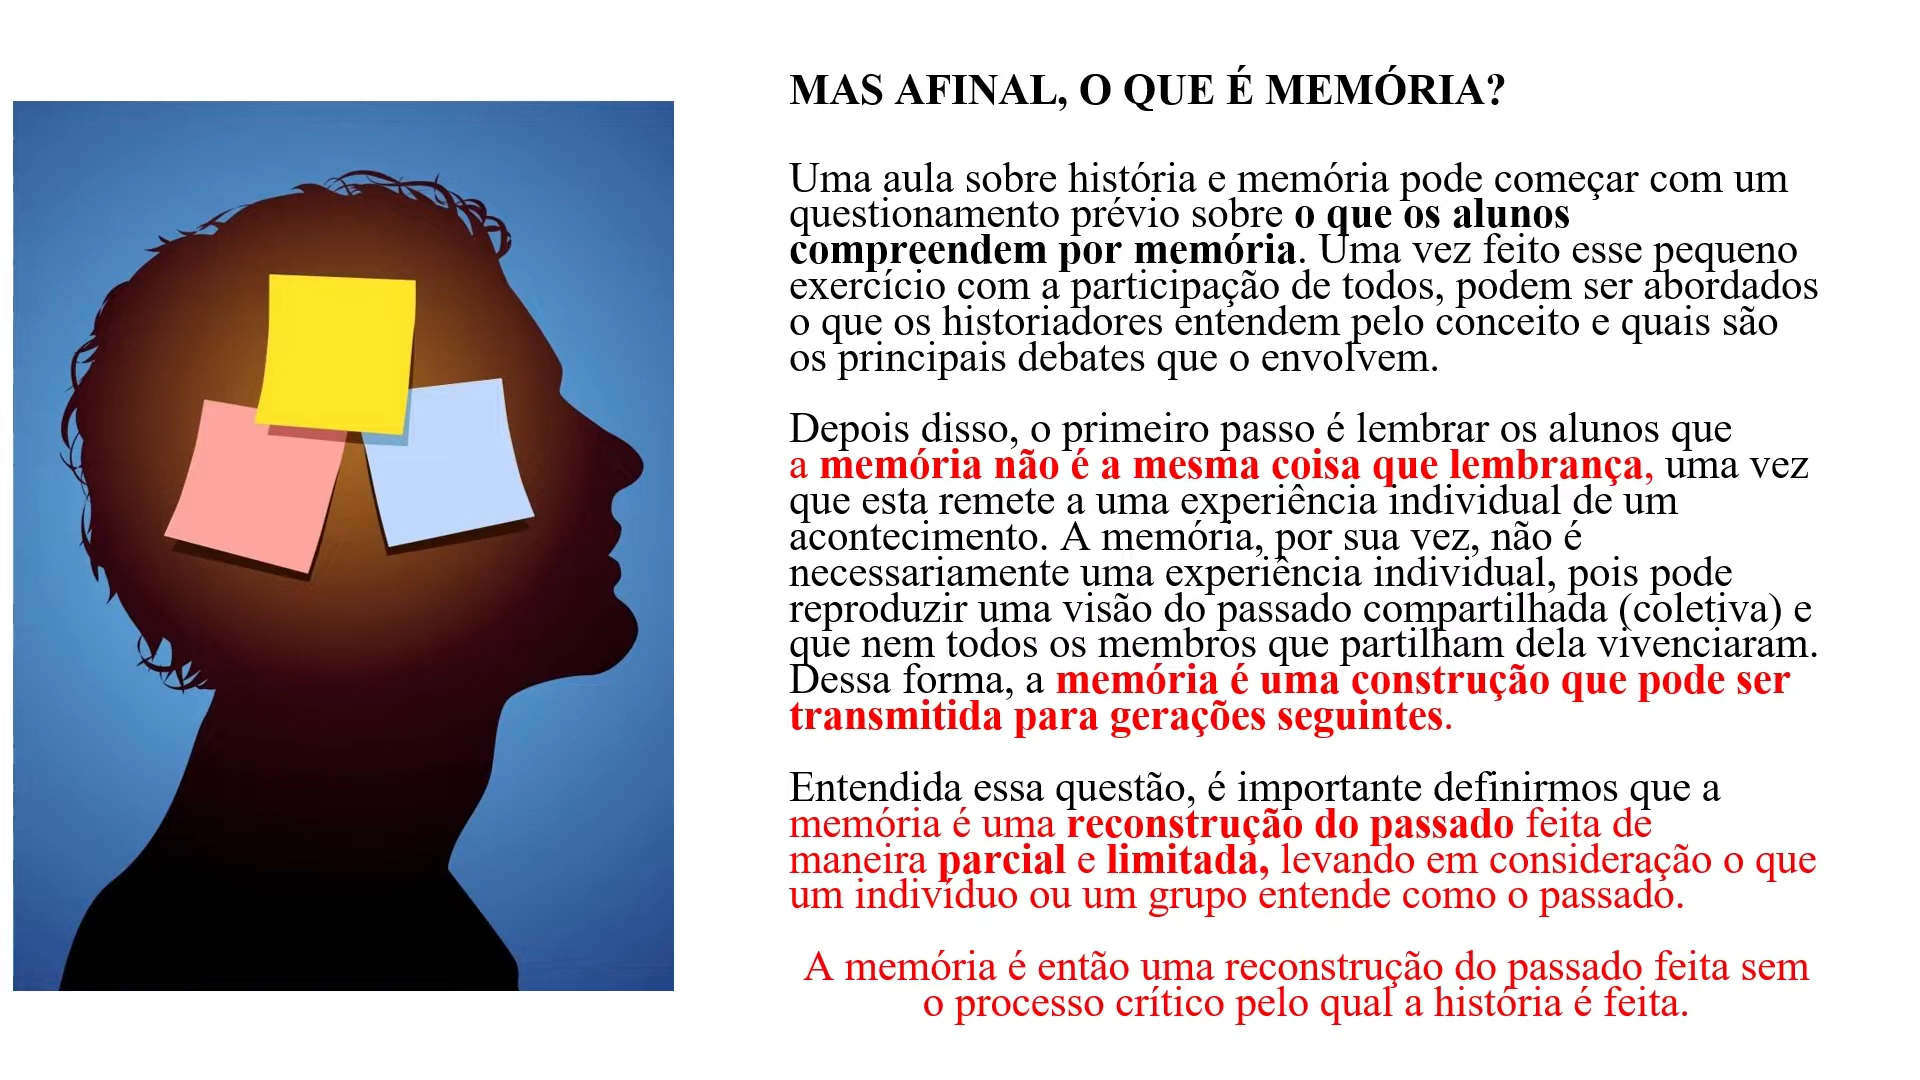 MAS AFINAL, O QUE É MEMÓRIA?
Uma aula sobre história e memória pode começar com um
questionamento prévio sobre o que os alunos
compreendem por memória. Uma vez feito esse pequeno
exercício com a participação de todos, podem ser abordados
o que os historiadores entendem pelo conceito e quais são
os principais debates que o envolvem.
Depois disso, o primeiro passo é lembrar os alunos que
a memória não é a mesma coisa que lembrança, uma vez
que esta remete a uma experiência individual de um
acontecimento. A memória, por sua vez, não é
necessariamente uma experiência individual, pois pode
reproduzir uma visão do passado compartilhada (coletiva) e
que nem todos os membros que partilham dela vivenciaram.
Dessa forma, a memória é uma construção que pode ser
transmitida para gerações seguintes.
Entendida essa questão, é importante definirmos que a
memória é uma reconstrução do passado feita de
maneira parcial e limitada, levando em consideração o que
um indivíduo ou um grupo entende como o passado.
A memória é então uma reconstrução do passado feita sem
o processo crítico pelo qual a história é feita.